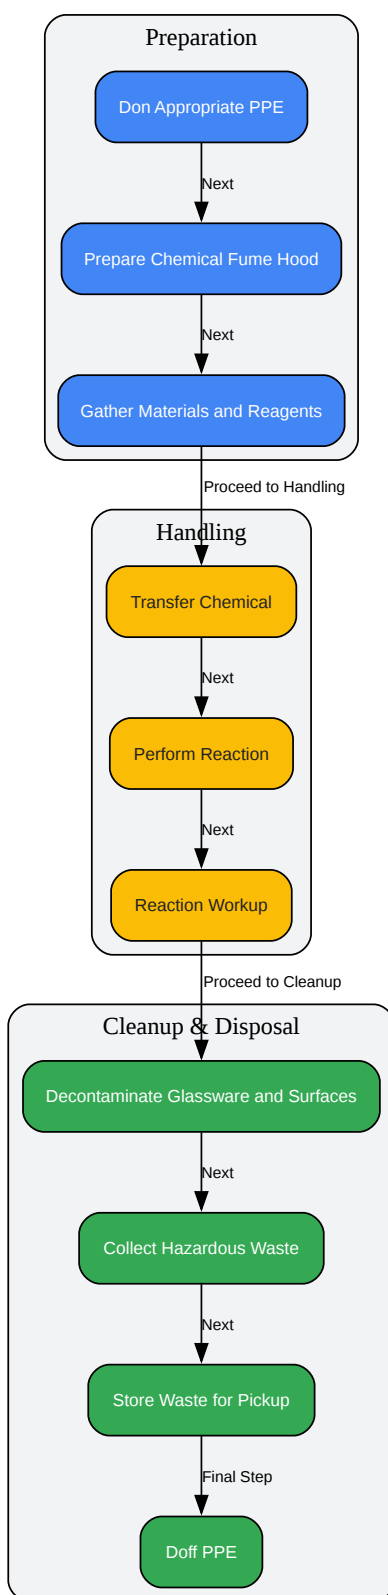 Preparation
Don Appropriate PPE
Next
Prepare Chemical Fume Hood
Next
Gather Materials and Reagents
Proceed to Handling
Handling
Transfer Chemical
Next
Perform Reaction
Next
Reaction Workup
Proceed to Cleanup
Cleanup & Disposal
Decontaminate Glassware and Surfaces
Next
Collect Hazardous Waste
Next
Store Waste for Pickup
Final Step
Doff PPE